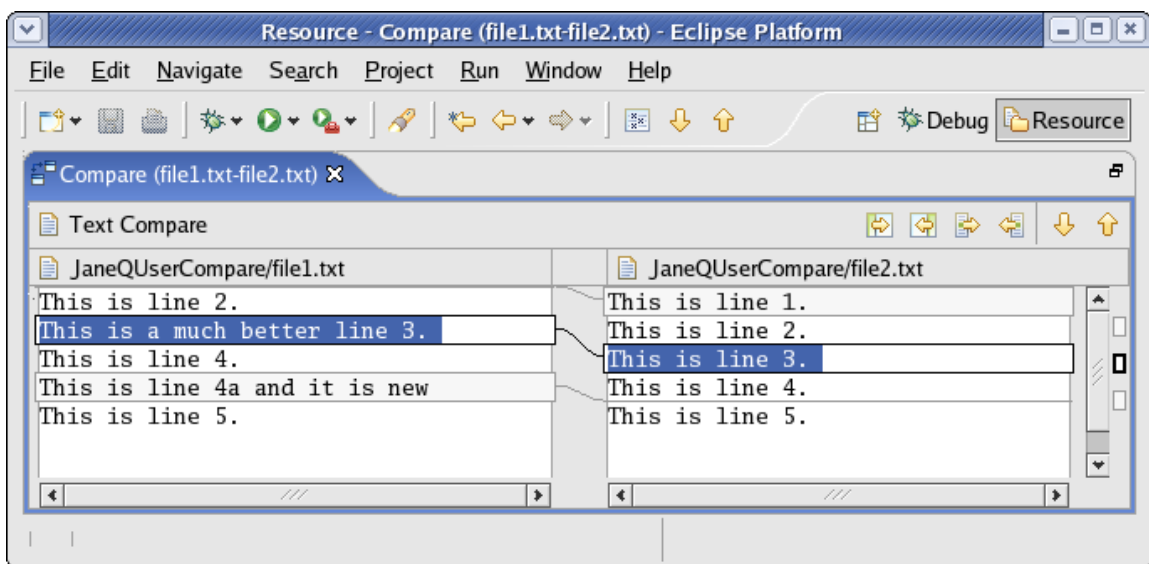 Resource - Compare (file1.txt-file2.txt) - Eclipse Platform
File Edit Navigate Search Project Run Window Help
Debug Resource
Compare (file1.txt-file2.txt)
Text Compare
JaneQUserCompare/file1.txt
This is line 2.
This is a much better line 3.
This is line 4.
This is line 4a and it is new
This is line 5.
JaneQUserCompare/file2.txt
This is line 1.
This is line 2.
This is line 3.
This is line 4.
This is line 5.